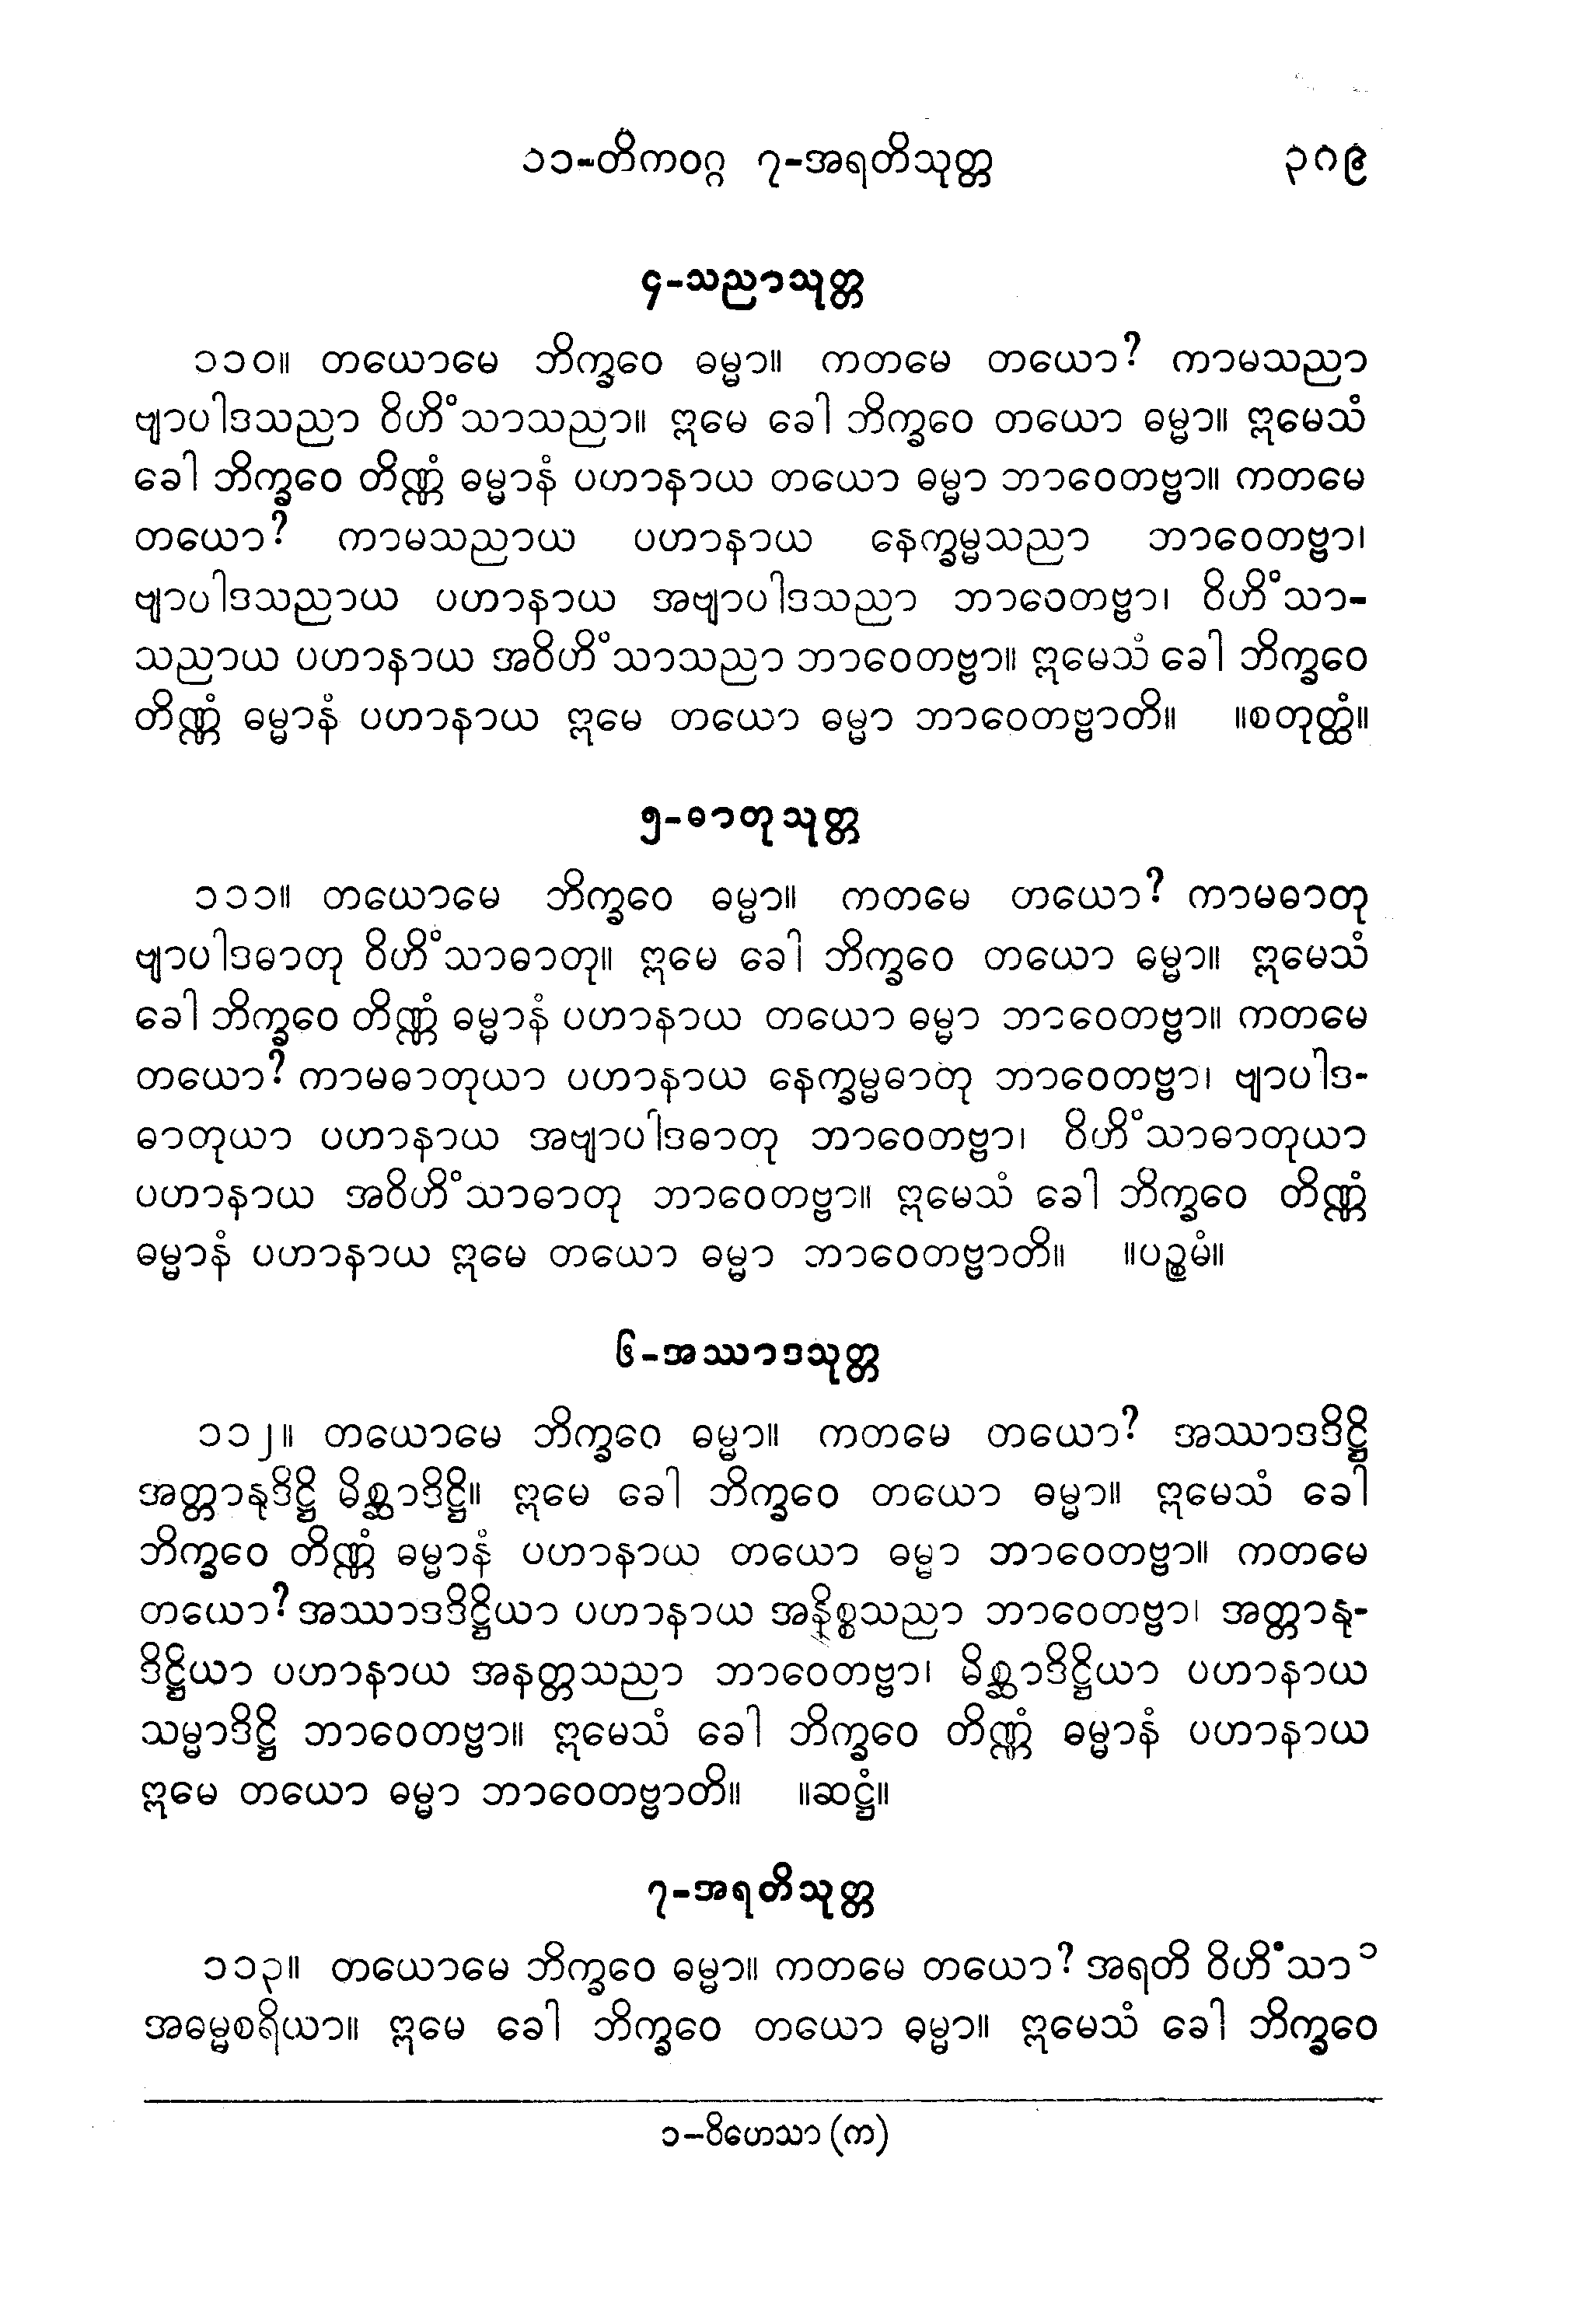 ၁၁-တိကဝဂ္ဂ ၇-အရတိသုတ္တ ၃၈၉
၄-သညာသုတ္တ
၁၁၀။ တယောမေ ဘိက္ခဝေ ဓမ္မာ။ ကတမေ တယော? ကာမသညာ
ဗျာပါဒသညာ ဝိဟိံသာသညာ။ ဣမေ ခေါ ဘိက္ခဝေ တယော ဓမ္မာ။ ဣမေသံ
ခေါ ဘိက္ခဝေ တိဏ္ဏံ ဓမ္မာနံ ပဟာနာယ တယော ဓမ္မာ ဘာဝေတဗ္ဗာ။ ကတမေ
တယော? ကာမသညာယ ပဟာနာယ နေက္ခမ္မသညာ ဘာဝေတဗ္ဗာ၊
ဗျာပါဒသညာယ ပဟာနာယ အဗျာပါဒသညာ ဘာဝေတဗ္ဗာ၊ ဝိဟိံသာ-
သညာယ ပဟာနာယ အဝိဟိံသာသညာ ဘာဝေတဗ္ဗာ။ ဣမေသံ ခေါ ဘိက္ခဝေ
တိဏ္ဏံ ဓမ္မာနံ ပဟာနာယ ဣမေ တယော ဓမ္မာ ဘာဝေတဗ္ဗာတိ။ ။စတုတ္ထံ။
၅-ဓာတုသုတ္တ
၁၁၁။ တယောမေ ဘိက္ခဝေ ဓမ္မာ။ ကတမေ တယော? ကာမဓာတု
ဗျာပါဒဓာတု ဝိဟိံသာဓာတု။ ဣမေ ခေါ ဘိက္ခဝေ တယော ဓမ္မာ။ ဣမေသံ
ခေါ ဘိက္ခဝေ တိဏ္ဏံ ဓမ္မာနံ ပဟာနာယ တယော ဓမ္မာ ဘာဝေတဗ္ဗာ။ ကတမေ
တယော? ကာမဓာတုယာ ပဟာနာယ နေက္ခမ္မဓာတု ဘာဝေတဗ္ဗာ၊ ဗျာပါဒ-
ဓာတုယာ ပဟာနာယ အဗျာပါဒဓာတု ဘာဝေတဗ္ဗာ၊ ဝိဟိံသာဓာတုယာ
ပဟာနာယ အဝိဟိံသာဓာတု ဘာဝေတဗ္ဗာ။ ဣမေသံ ခေါ ဘိက္ခဝေ တိဏ္ဏံ
ဓမ္မာနံ ပဟာနာယ ဣမေ တယော ဓမ္မာ ဘာဝေတဗ္ဗာတိ။ ။ပဉ္စမံ။
၆-အဿာဒသုတ္တ
၁၁၂။ တယောမေ ဘိက္ခဝေ ဓမ္မာ။ ကတမေ တယော? အဿာဒဒိဋ္ဌိ
အတ္တာနုဒိဋ္ဌိ မိစ္ဆာဒိဋ္ဌိ။ ဣမေ ခေါ ဘိက္ခဝေ တယော ဓမ္မာ။ ဣမေသံ ခေါ
ဘိက္ခဝေ တိဏ္ဏံ ဓမ္မာနံ ပဟာနာယ တယော ဓမ္မာ ဘာဝေတဗ္ဗာ။ ကတမေ
တယော? အဿာဒဒိဋ္ဌိယာ ပဟာနာယ အနိစ္စသညာ ဘာဝေတဗ္ဗာ၊ အတ္တာနု-
ဒိဋ္ဌိယာ ပဟာနာယ အနတ္တသညာ ဘာဝေတဗ္ဗာ၊ မိစ္ဆာဒိဋ္ဌိယာ ပဟာနာယ
သမ္မာဒိဋ္ဌိ ဘာဝေတဗ္ဗာ။ ဣမေသံ ခေါ ဘိက္ခဝေ တိဏ္ဏံ ဓမ္မာနံ ပဟာနာယ
ဣမေ တယော ဓမ္မာ ဘာဝေတဗ္ဗာတိ။ ။ဆဋ္ဌံ။
၇-အရတိသုတ္တ
၁၁၃။ တယောမေ ဘိက္ခဝေ ဓမ္မာ။ ကတမေ တယော? အရတိ ဝိဟိံသာ ၁
အဓမ္မစရိယာ။ ဣမေ ခေါ ဘိက္ခဝေ တယော ဓမ္မာ။ ဣမေသံ ခေါ ဘိက္ခဝေ
၁-ဝိဟေသာ (က)